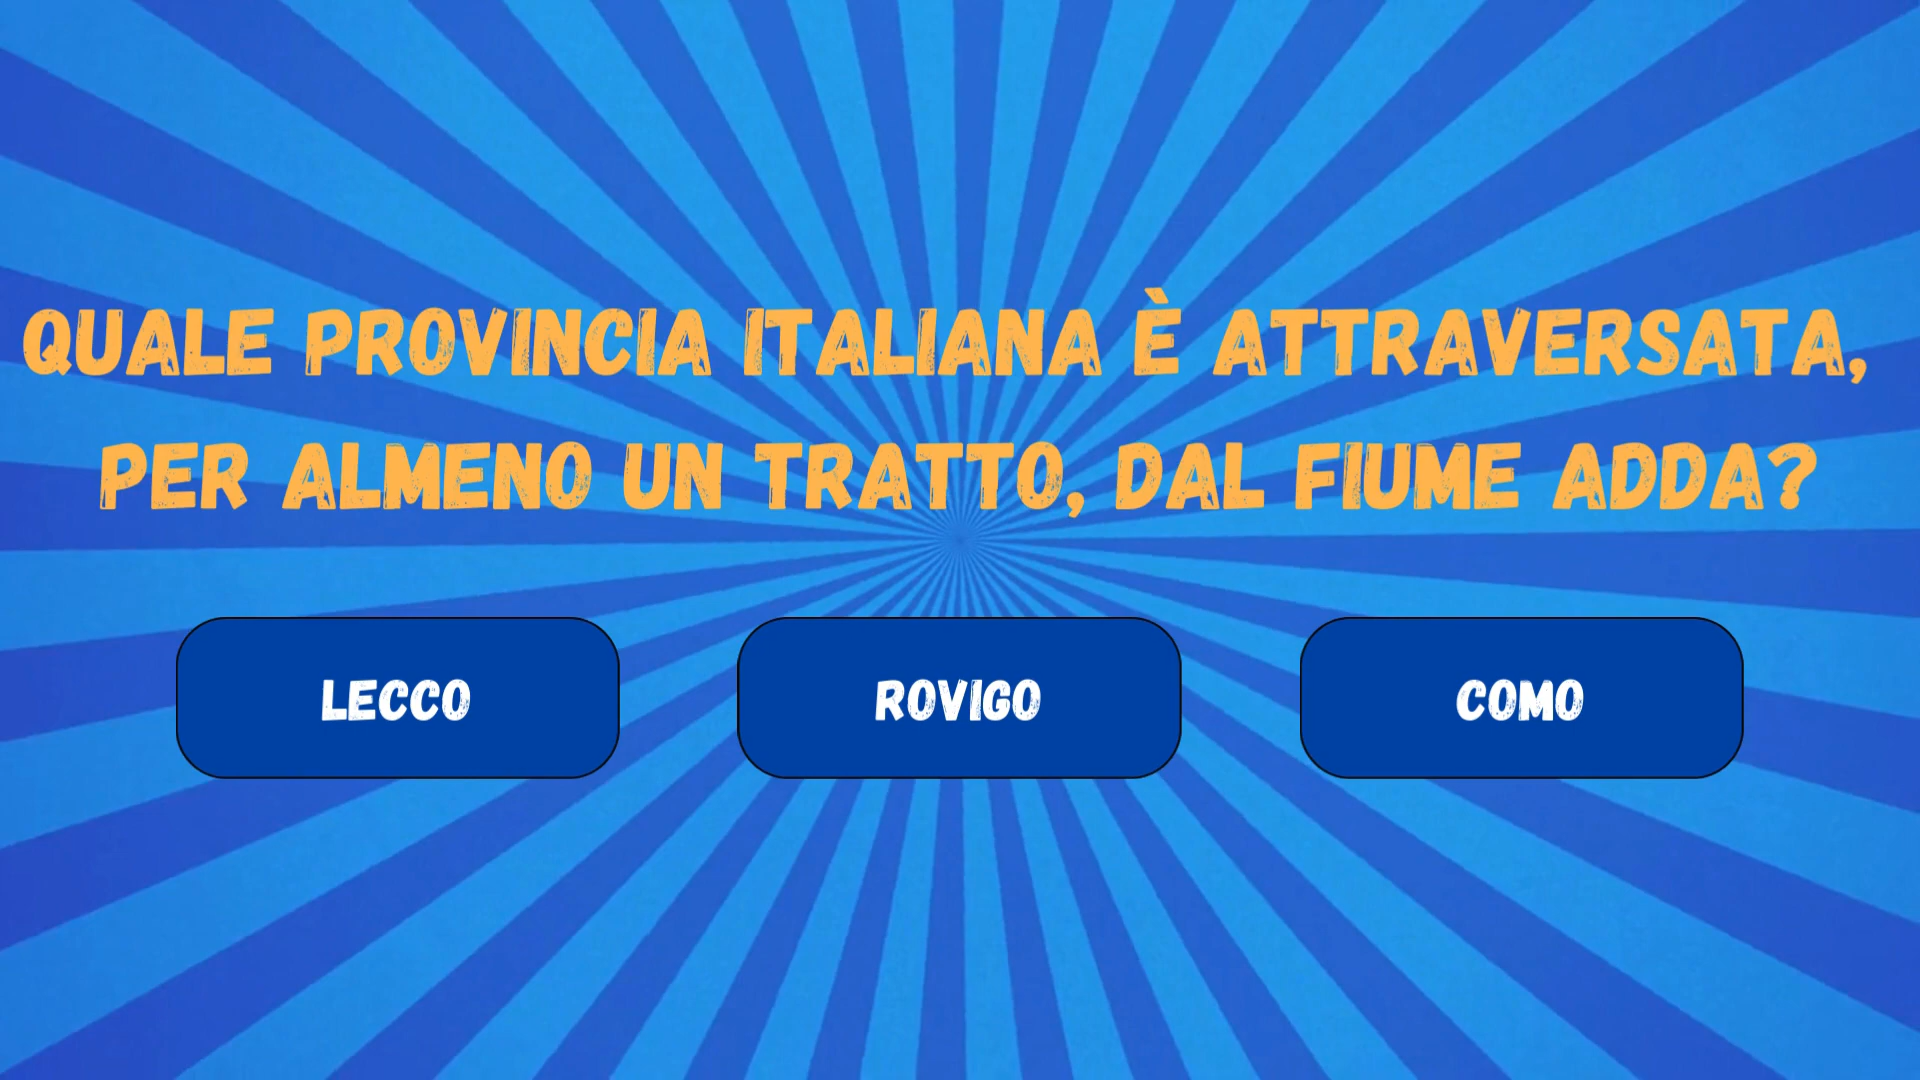 QUALE PROVINCIA ITALIANA È ATTRAVERSATA,
PER ALMENO UN TRATTO, DAL FIUME ADDA?
LECCO
ROVIGO
COMO